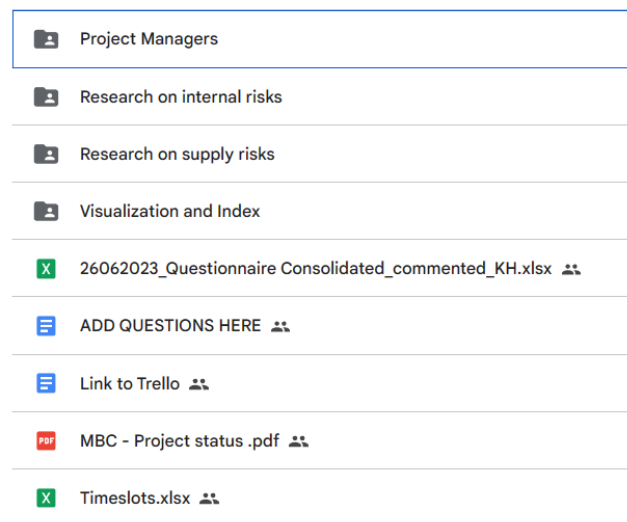 Project Managers
Research on internal risks
Research on supply risks
Visualization and Index
X 26062023_Questionnaire Consolidated_commented_KH.xlsx
ADD QUESTIONS HERE
Link to Trello
PDF MBC - Project status .pdf
X Timeslots.xlsx